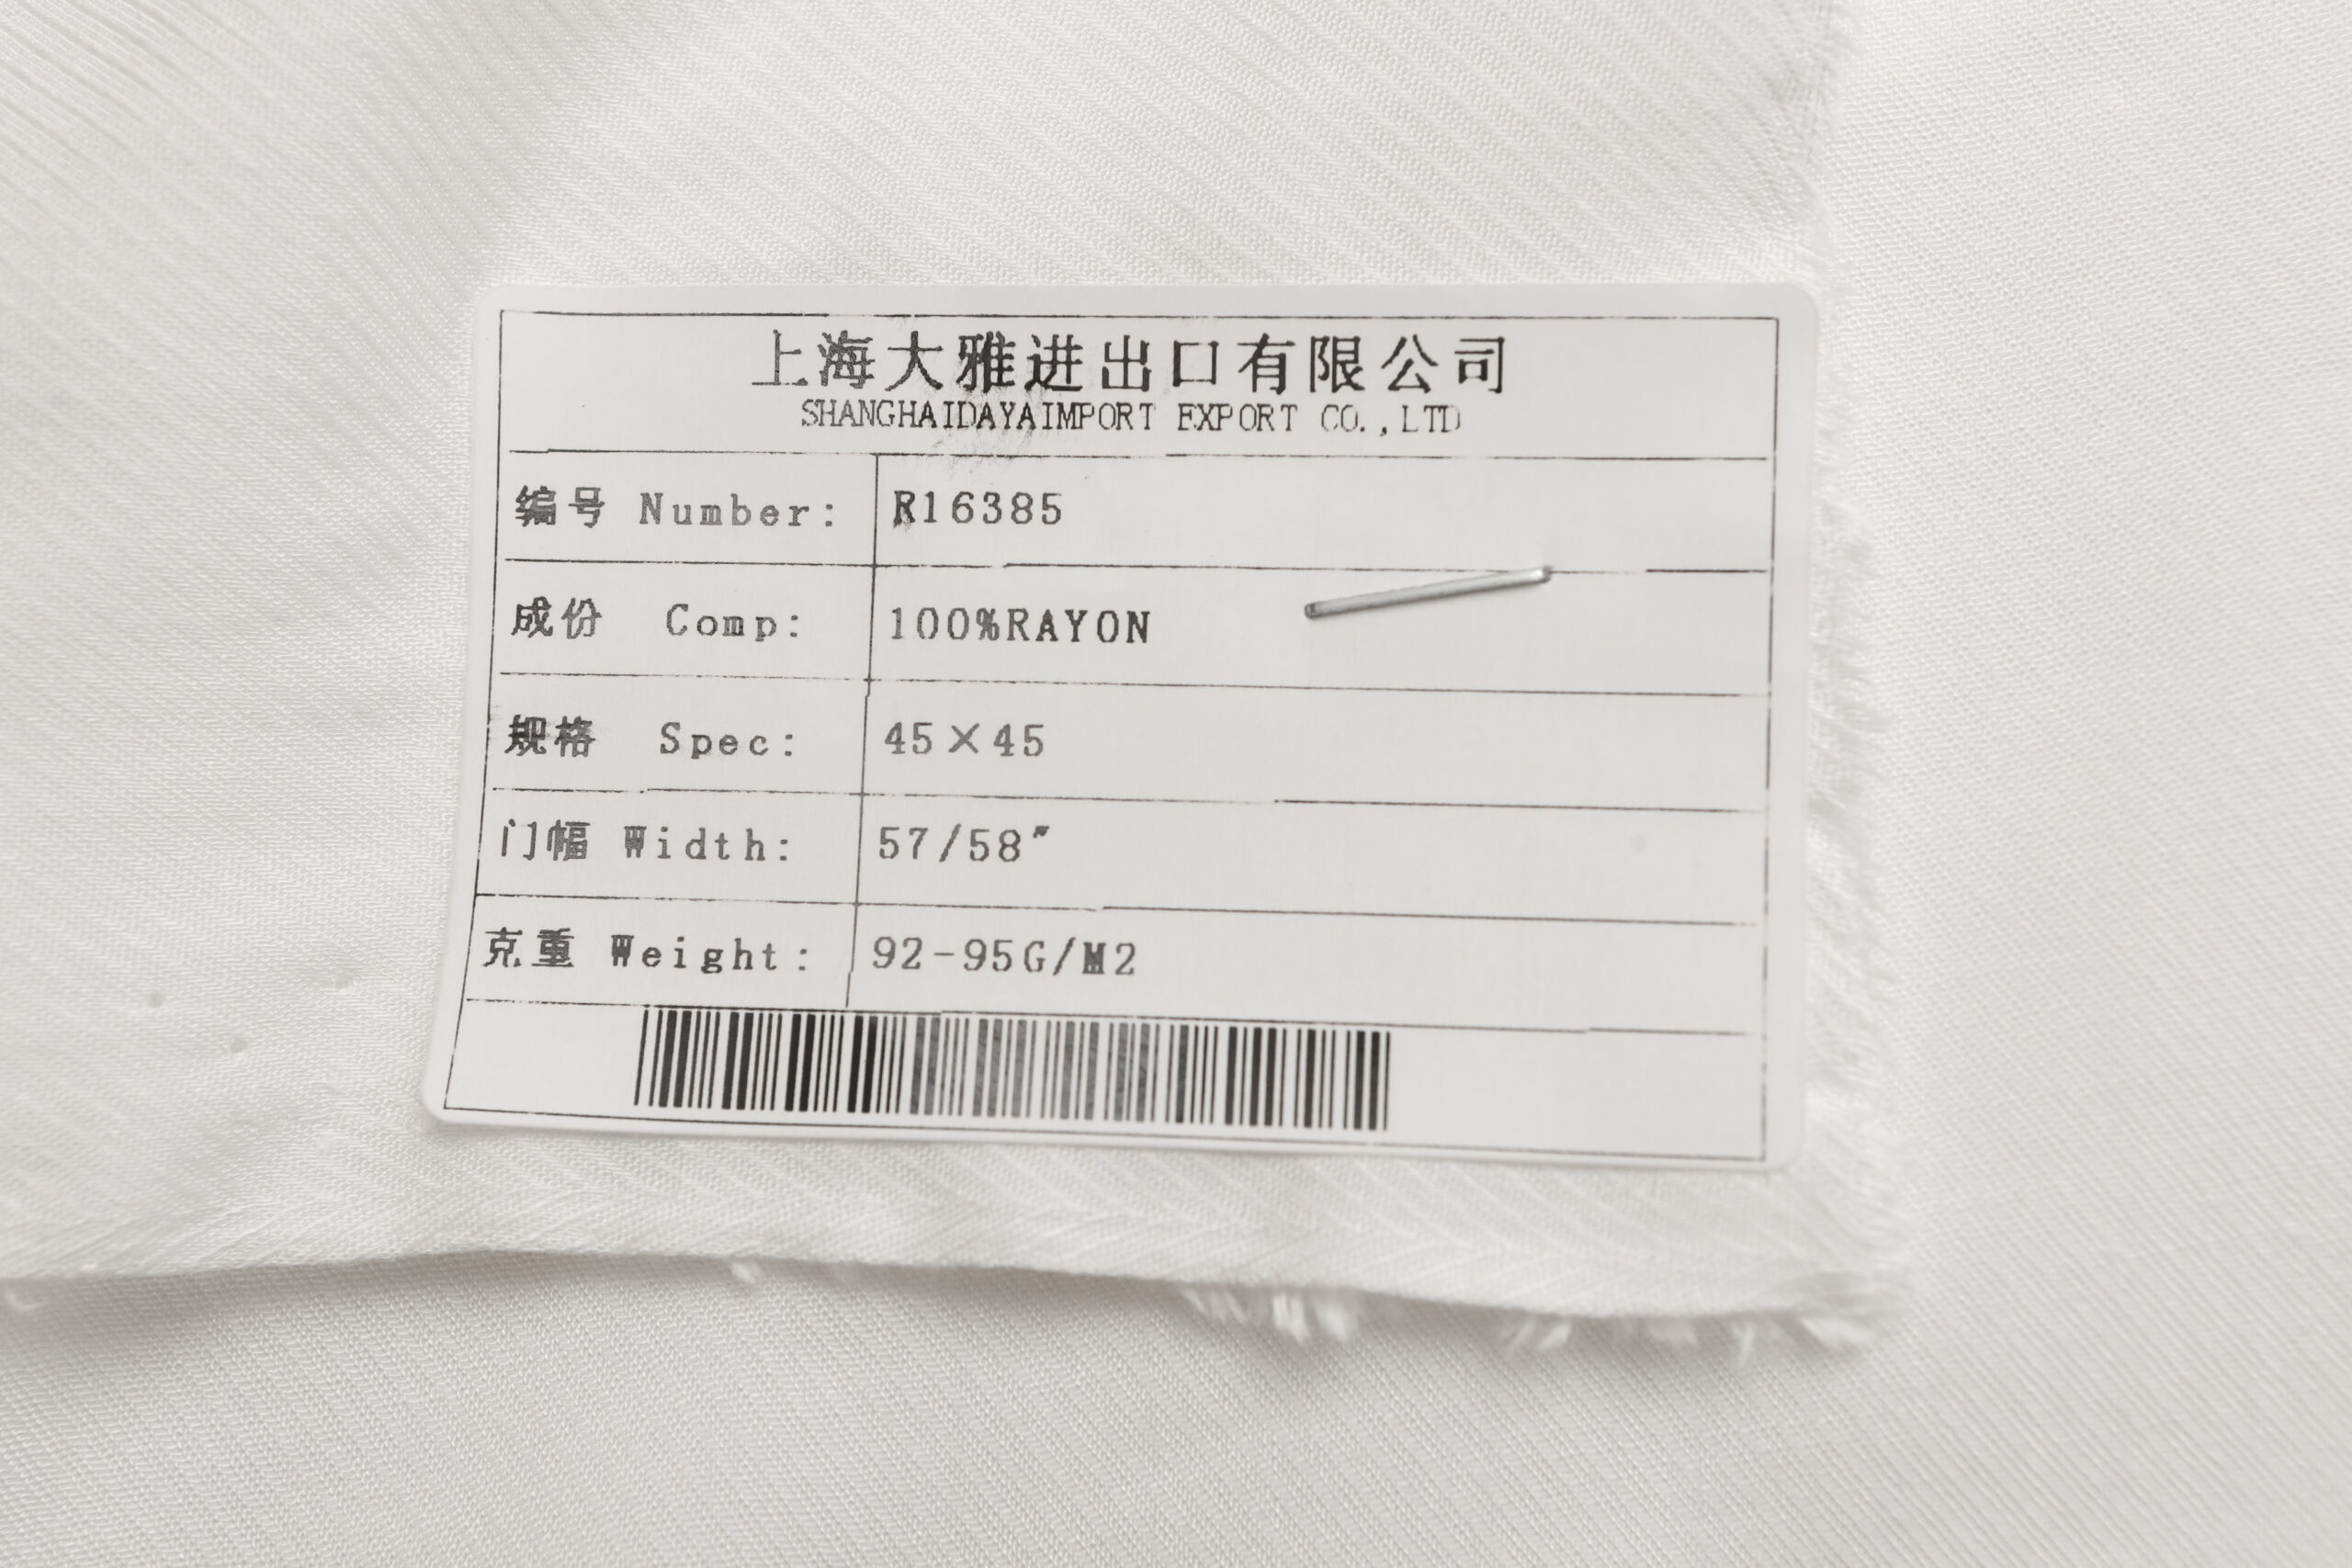 上海大雅进出口有限公司
SHANGHAIDAYAIMPORT EXPORT CO.,LTD
编号 Number: R16385
成份 Comp: 100%RAYON
规格 Spec: 45×45
门幅 Width: 57/58"
克重 Weight: 92-95G/M2